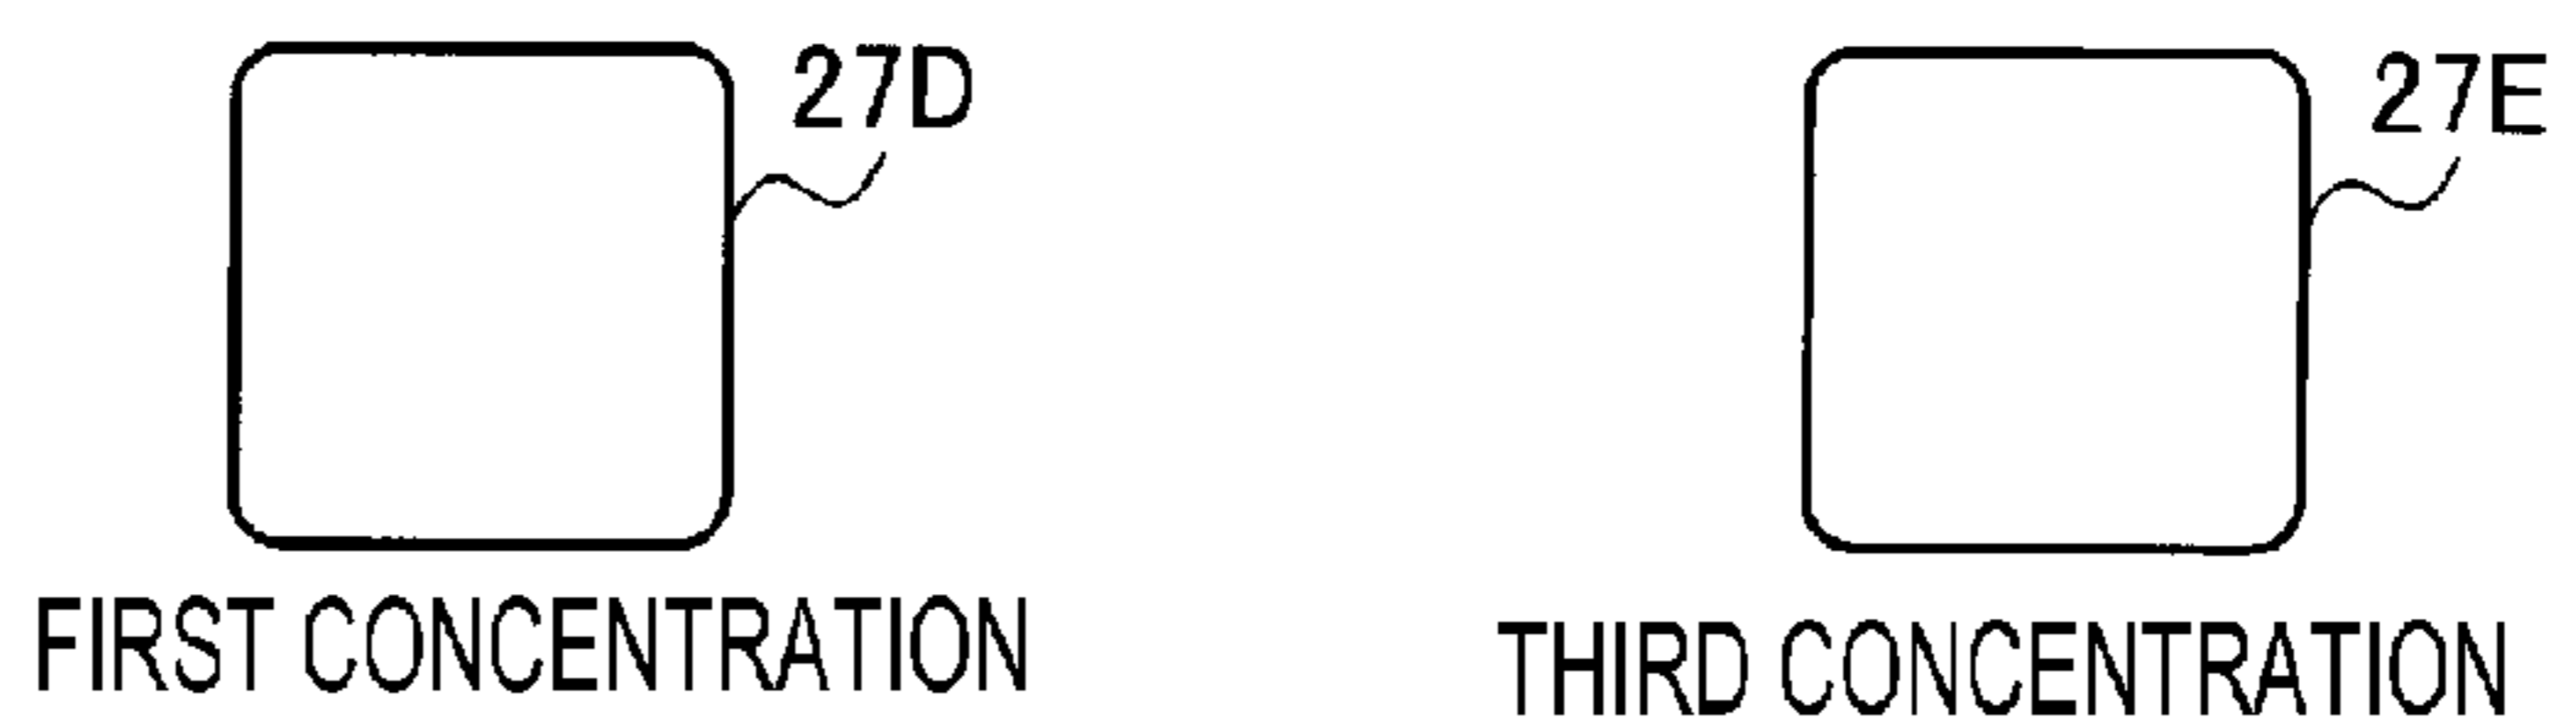 27D
27E
FIRST CONCENTRATION
THIRD CONCENTRATION